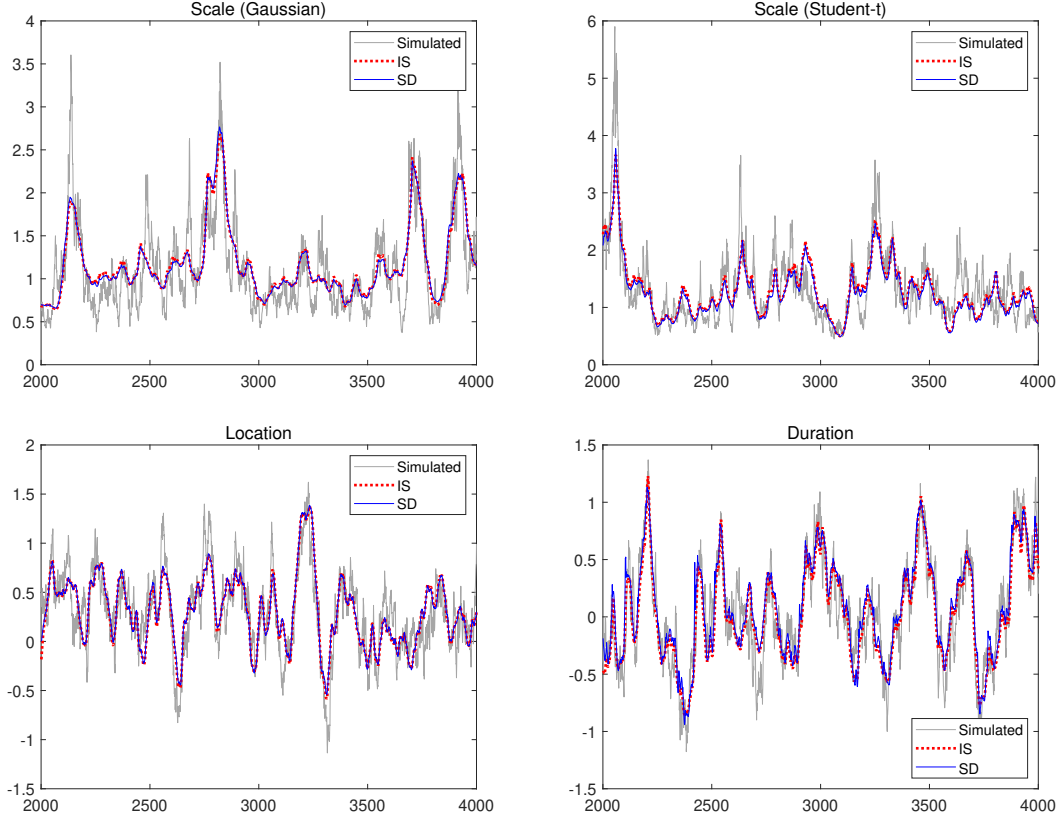 Scale (Gaussian)
4
3.5
3
2.5
2
1.5
1
0.5
0
2000 2500 3000 3500 4000
Simulated
IS
SD
Scale (Student-t)
6
5
4
3
2
1
0
2000 2500 3000 3500 4000
Simulated
IS
SD
Location
2
1.5
1
0.5
0
-0.5
-1
-1.5
2000 2500 3000 3500 4000
Simulated
IS
SD
Duration
1.5
1
0.5
0
-0.5
-1
-1.5
2000 2500 3000 3500 4000
Simulated
IS
SD